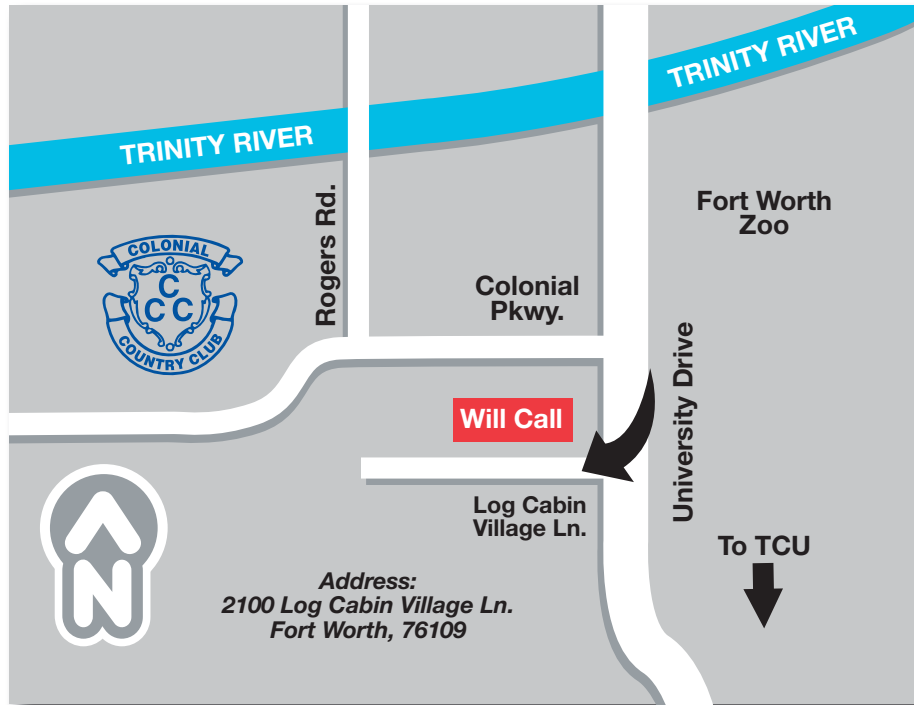 TRINITY RIVER
TRINITY RIVER
Fort Worth
Zoo
Rogers Rd.
COLONIAL
C
C C
COUNTRY CLUB
Colonial
Pkwy.
University Drive
Will Call
Log Cabin
Village Ln.
To TCU
N
Address:
2100 Log Cabin Village Ln.
Fort Worth, 76109